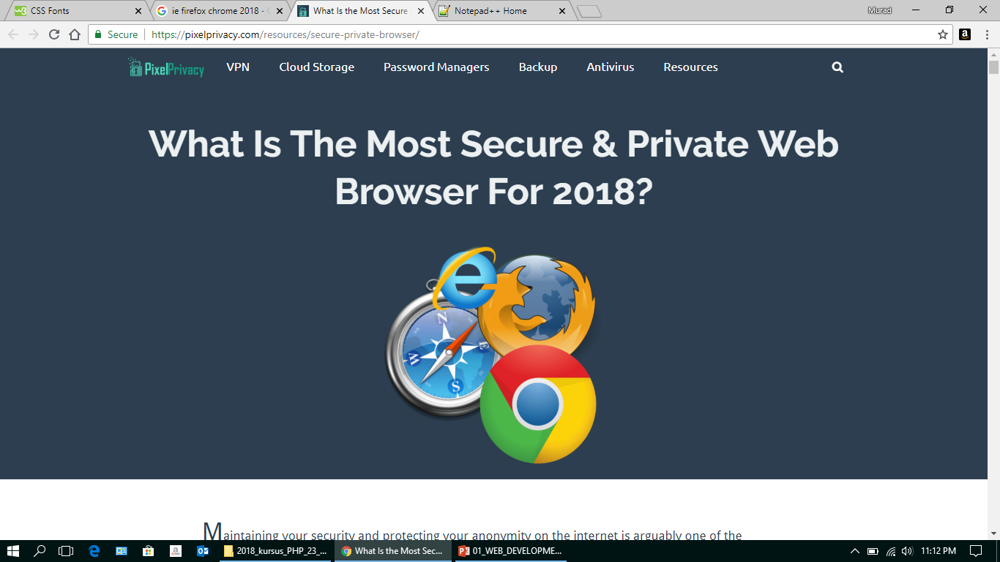 CSS Fonts
ie firefox chrome 2018 -
What Is the Most Secure
Notepad++ Home
Murad
Secure
https://pixelprivacy.com/resources/secure-private-browser/
PixelPrivacy
VPN
Cloud Storage
Password Managers
Backup
Antivirus
Resources
What Is The Most Secure & Private Web
Browser For 2018?
N
E
S
W
Maintaining your security and protecting your anonymity on the internet is arguably one of the
2018_kursus_PHP_23_...
What Is the Most Sec...
01_WEB_DEVELOPME...
11:12 PM